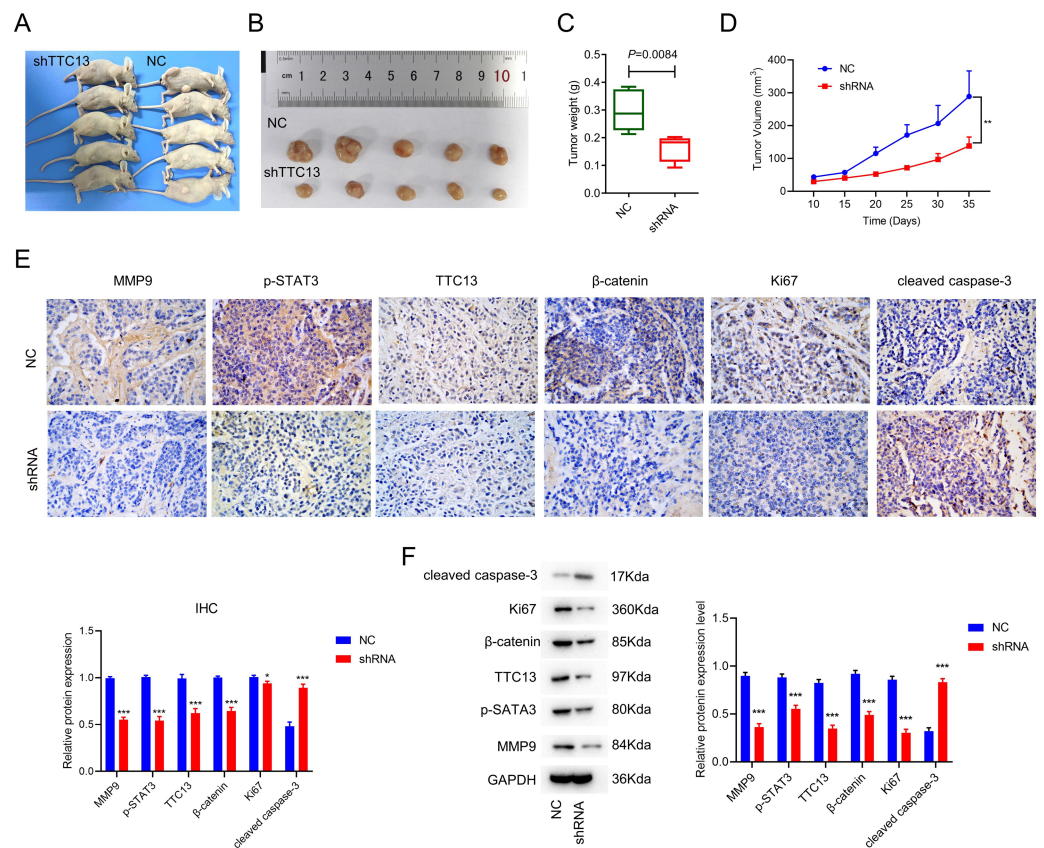 A
shTTC13 NC
B
0.5mm
cm 1 2 3 4 5 6 7 8 9 10 1
NC
shTTC13
C
P=0.0084
Tumor weight (g)
0.5
0.4
0.3
0.2
0.1
0.0
NC shRNA
D
NC
shRNA
Tumor Volume (mm3)
400
300
200
100
0
**
10 15 20 25 30 35
Time (Days)
E
MMP9 p-STAT3 TTC13 β-catenin Ki67 cleaved caspase-3
NC
shRNA
IHC
NC
shRNA
Relative protein expression
1.5
1.0
0.5
0.0
*** *** *** *** * ***
MMP9 p-STAT3 TTC13 β-catenin Ki67 cleaved caspase-3
F
cleaved caspase-3 17Kda
Ki67 360Kda
β-catenin 85Kda
TTC13 97Kda
p-SATA3 80Kda
MMP9 84Kda
GAPDH 36Kda
NC shRNA
NC
shRNA
Relative protenin expression level
1.5
1.0
0.5
0.0
*** *** *** *** *** ***
MMP9 p-STAT3 TTC13 β-catenin Ki67 cleaved caspase-3